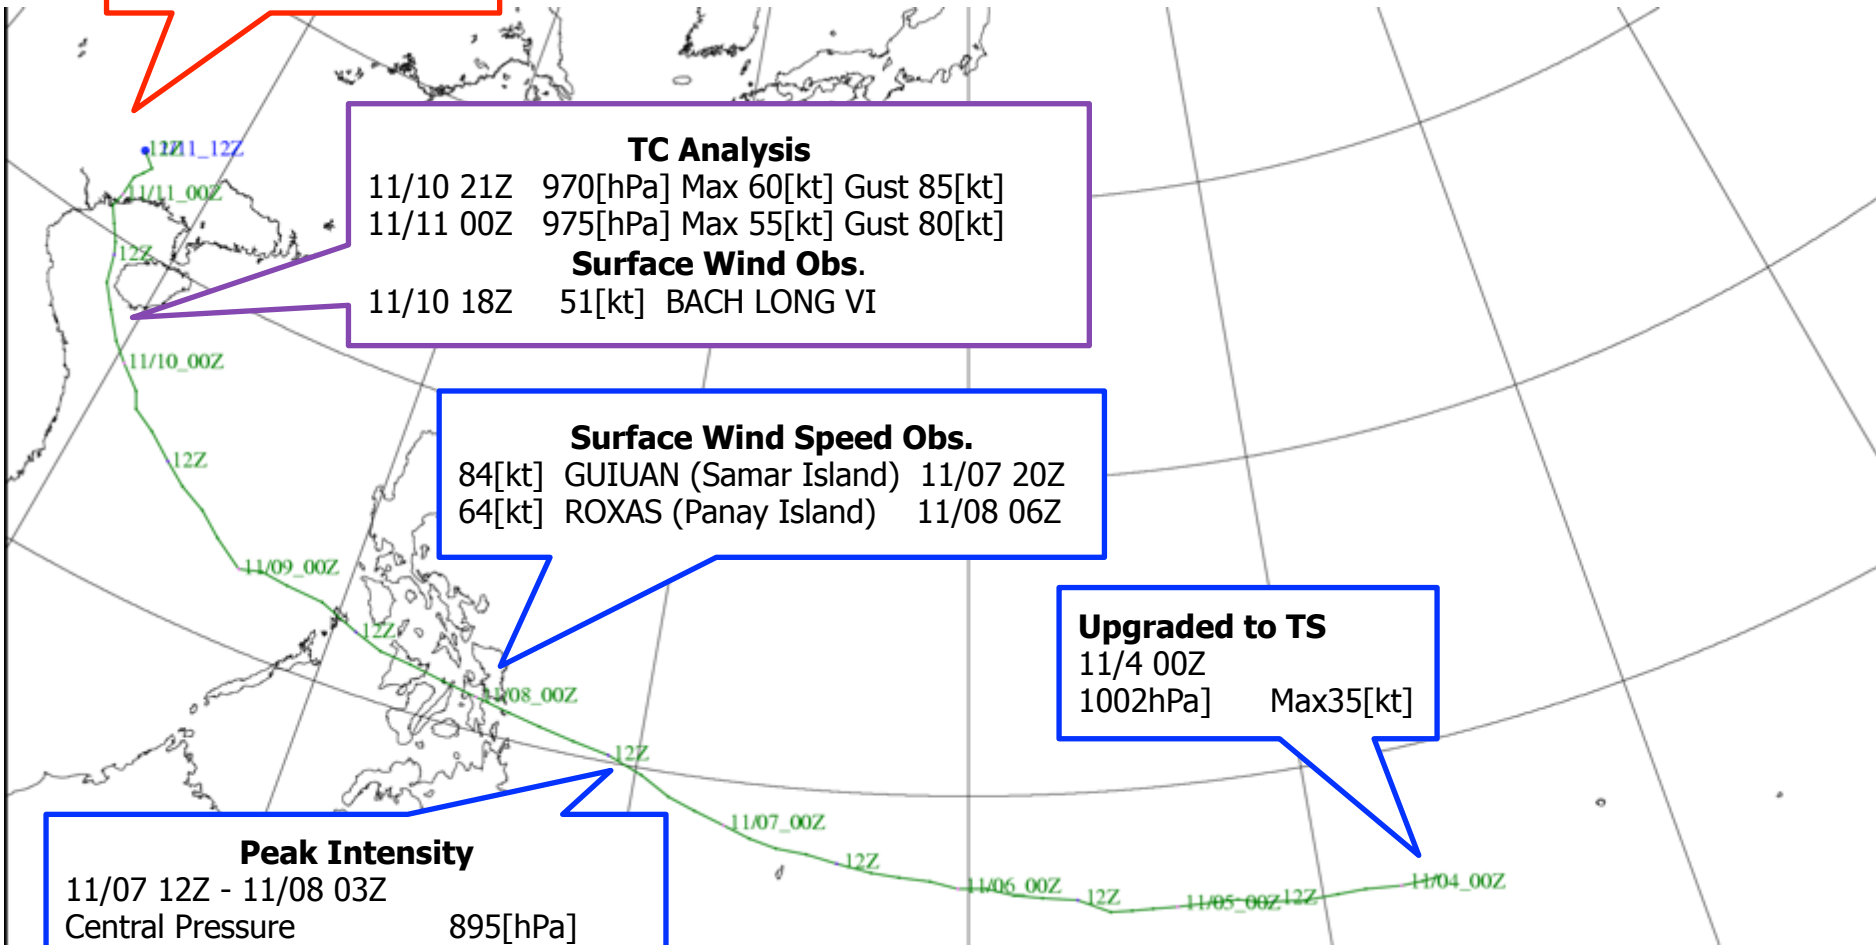 12Z 11/11_12Z
11/11_00Z
12Z
11/10_00Z
12Z
11/09_00Z
12Z
11/08_00Z
12Z
11/07_00Z
12Z
11/06_00Z
12Z
11/05_00Z
12Z
11/04_00Z
TC Analysis
11/10 21Z 970[hPa] Max 60[kt] Gust 85[kt]
11/11 00Z 975[hPa] Max 55[kt] Gust 80[kt]
Surface Wind Obs.
11/10 18Z 51[kt] BACH LONG VI
Surface Wind Speed Obs.
84[kt] GUIUAN (Samar Island) 11/07 20Z
64[kt] ROXAS (Panay Island) 11/08 06Z
Upgraded to TS
11/4 00Z
1002hPa] Max35[kt]
Peak Intensity
11/07 12Z - 11/08 03Z
Central Pressure 895[hPa]